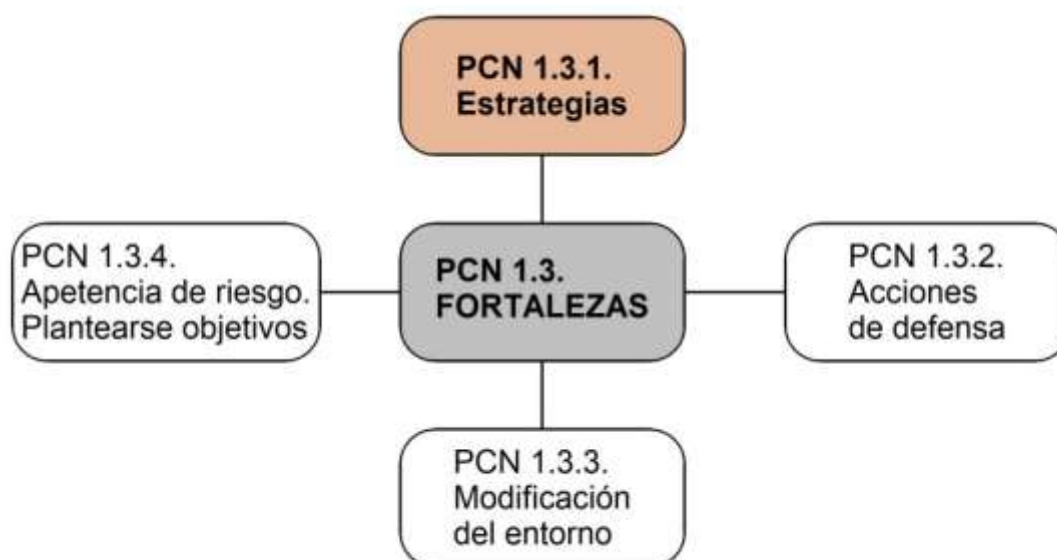 PCN 1.3.1.
Estrategias
PCN 1.3.4.
Apetencia de riesgo.
Plantearse objetivos
PCN 1.3.
FORTALEZAS
PCN 1.3.2.
Acciones
de defensa
PCN 1.3.3.
Modificación
del entorno